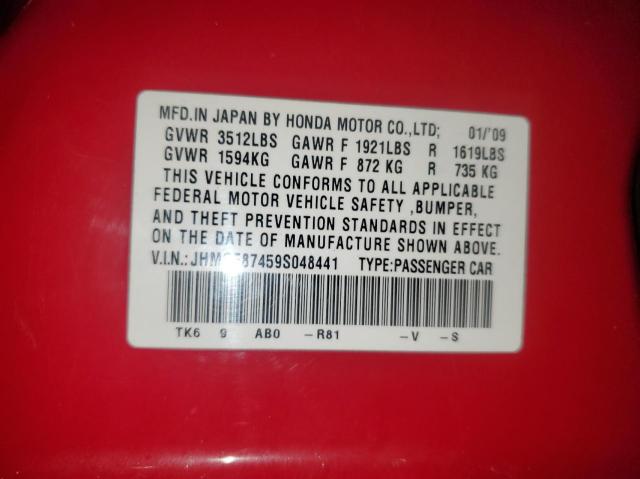 MFD.IN JAPAN BY HONDA MOTOR CO.,LTD; 01/'09
GVWR 3512LBS GAWR F 1921LBS R 1619LBS
GVWR 1594KG GAWR F 872 KG R 735 KG
THIS VEHICLE CONFORMS TO ALL APPLICABLE
FEDERAL MOTOR VEHICLE SAFETY ,BUMPER,
AND THEFT PREVENTION STANDARDS IN EFFECT
ON THE DATE OF MANUFACTURE SHOWN ABOVE.
V.I.N.: TYPE:PASSENGER CAR
TK6 9 AB0 -R81 -V -S